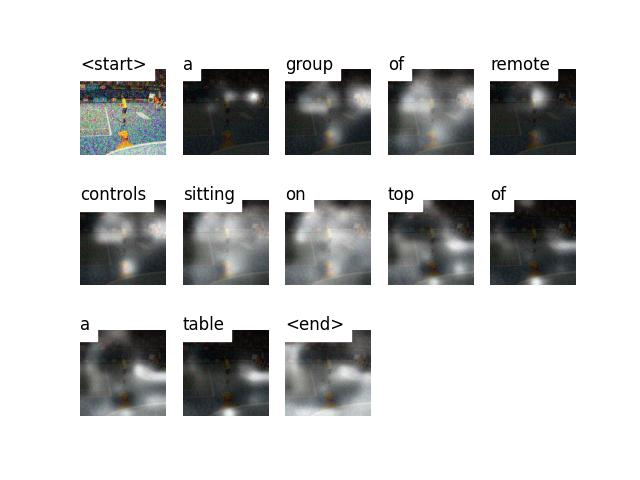 <start> a group of remote
controls sitting on top of
a table <end>